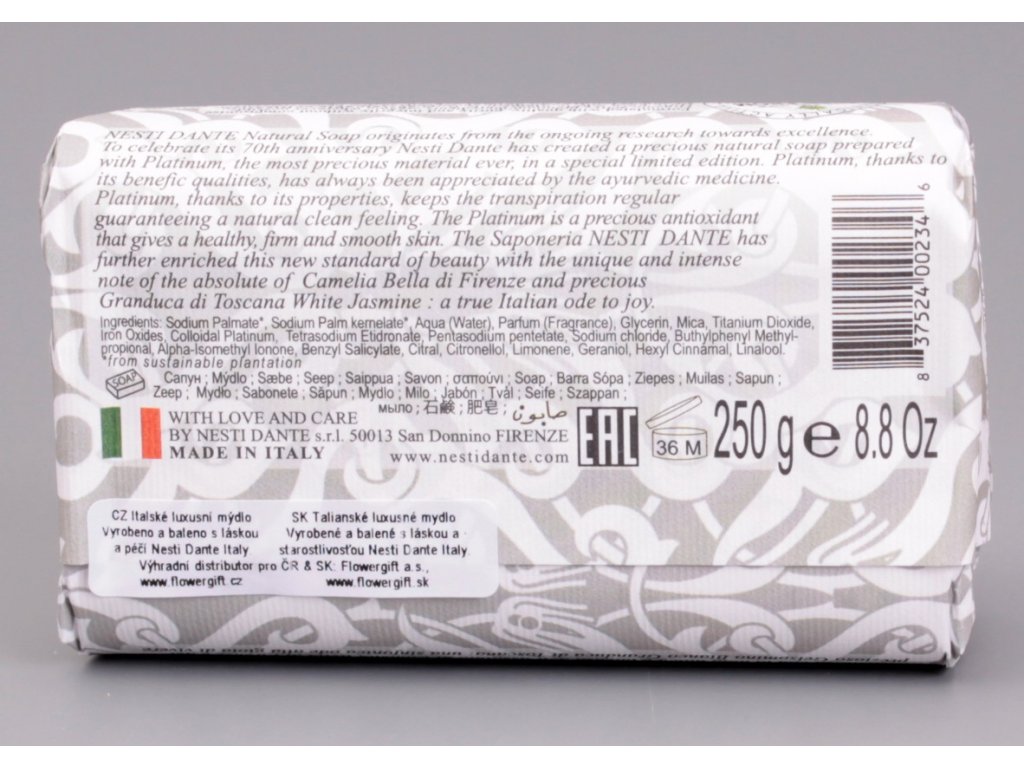 NESTI DANTE Natural Soap originates from the ongoing research towards excellence.
To celebrate its 70th anniversary Nesti Dante has created a precious natural soap prepared
with Platinum, the most precious material ever, in a special limited edition. Platinum, thanks to
its benefic qualities, has always been appreciated by the ayurvedic medicine.
Platinum, thanks to its properties, keeps the transpiration regular
guaranteeing a natural clean feeling. The Platinum is a precious antioxidant
that gives a healthy, firm and smooth skin. The Saponeria NESTI DANTE has
further enriched this new standard of beauty with the unique and intense
note of the absolute of Camelia Bella di Firenze and precious
Granduca di Toscana White Jasmine : a true Italian ode to joy.
Ingredients: Sodium Palmate*, Sodium Palm kernelate*, Aqua (Water), Parfum (Fragrance), Glycerin, Mica, Titanium Dioxide,
Iron Oxides, Colloidal Platinum, Tetrasodium Etidronate, Pentasodium pentetate, Sodium chloride, Buthylphenyl Methyl-
propional, Alpha-Isomethyl Ionone, Benzyl Salicylate, Citral, Citronellol, Limonene, Geraniol, Hexyl Cinnamal, Linalool.
*from sustainable plantation
SOAP
Сапун ; Mýdlo ; Sæbe ; Seep ; Saippua ; Savon ; σαπούνι ; Soap ; Barra Sópa ; Ziepes ; Muilas ; Sapun ;
Zeep ; Mydło ; Sabonete ; Săpun ; Mydlo ; Milo ; Jabón ; Tvål ; Seife ; Szappan ;
мыло ; 石鹸 ; 肥皂 ; صابون
WITH LOVE AND CARE
BY NESTI DANTE s.r.l. 50013 San Donnino FIRENZE
MADE IN ITALY www.nestidante.com
EAC
36 M
250 g ℮ 8.8 Oz
8 37524 00234 6
CZ Italské luxusní mýdlo
Vyrobeno a baleno s láskou
a péčí Nesti Dante Italy.
SK Talianské luxusné mydlo
Vyrobené a balené s láskou a
starostlivosťou Nesti Dante Italy.
Výhradní distributor pro ČR & SK: Flowergift a.s.,
www.flowergift.cz www.flowergift.sk